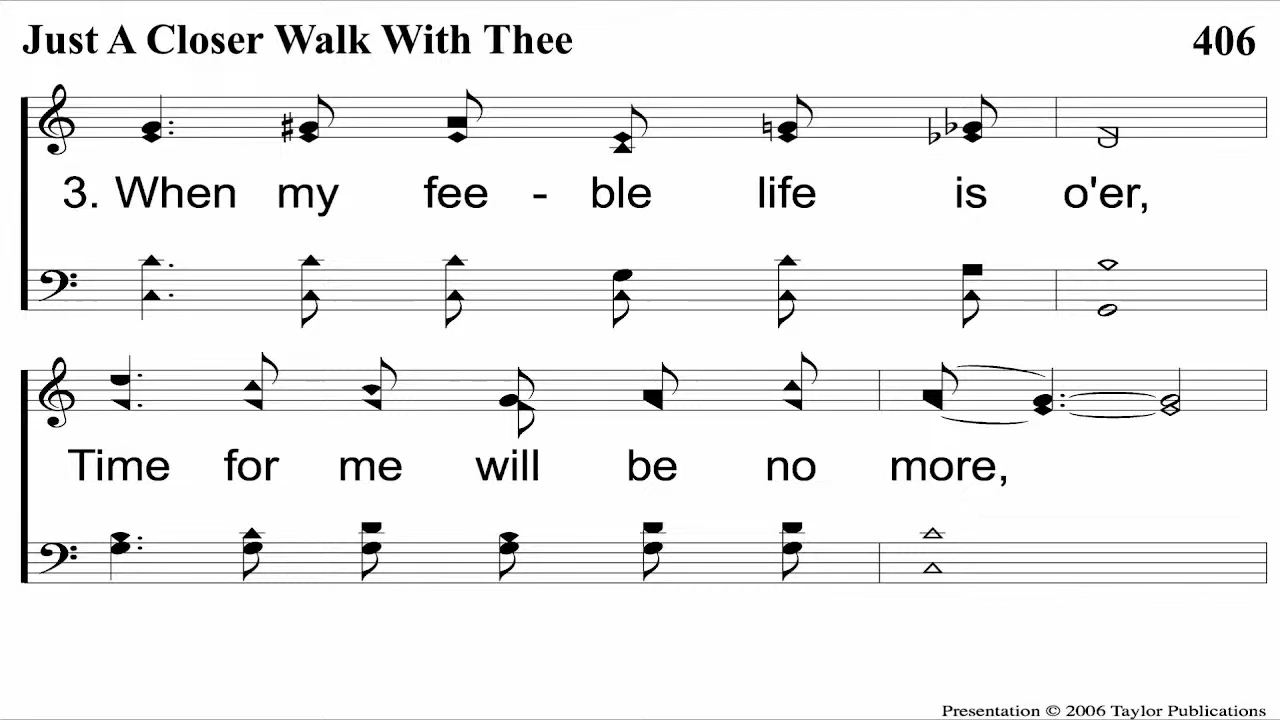 Just A Closer Walk With Thee 406
3. When my fee - ble life is o'er,
Time for me will be no more,
Presentation © 2006 Taylor Publications